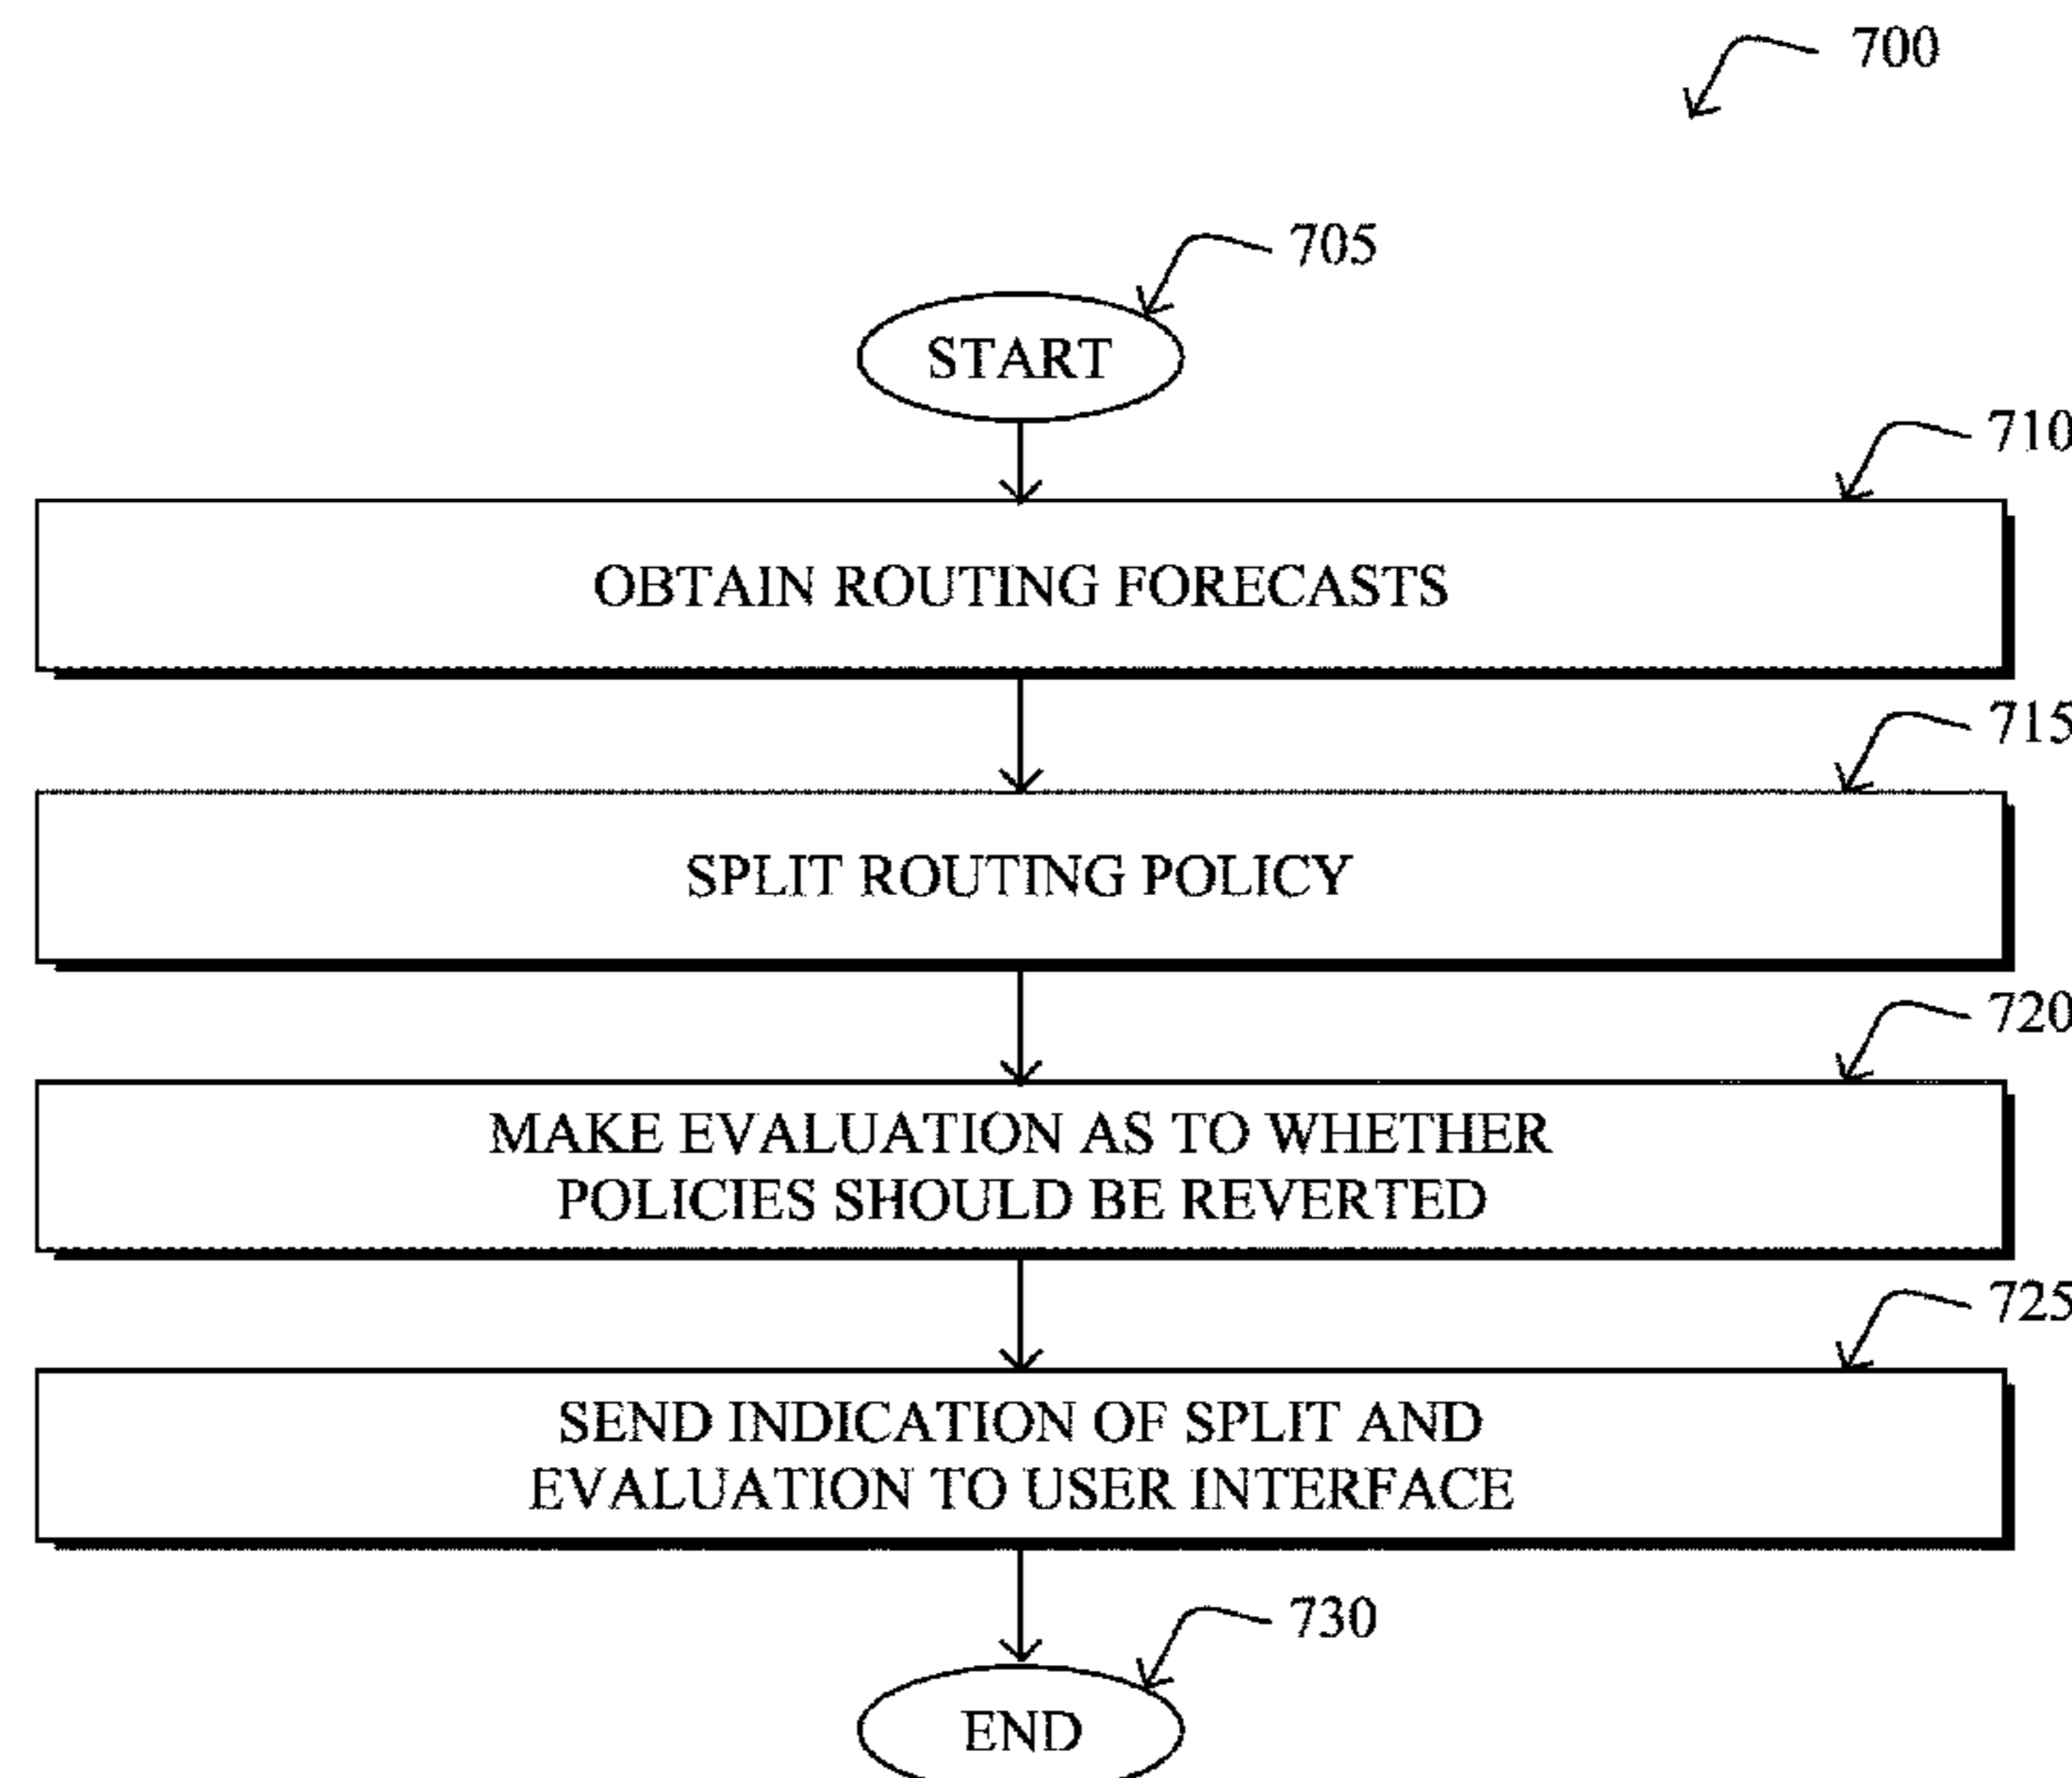 700
705
START
710
OBTAIN ROUTING FORECASTS
715
SPLIT ROUTING POLICY
720
MAKE EVALUATION AS TO WHETHER
POLICIES SHOULD BE REVERTED
725
SEND INDICATION OF SPLIT AND
EVALUATION TO USER INTERFACE
730
END